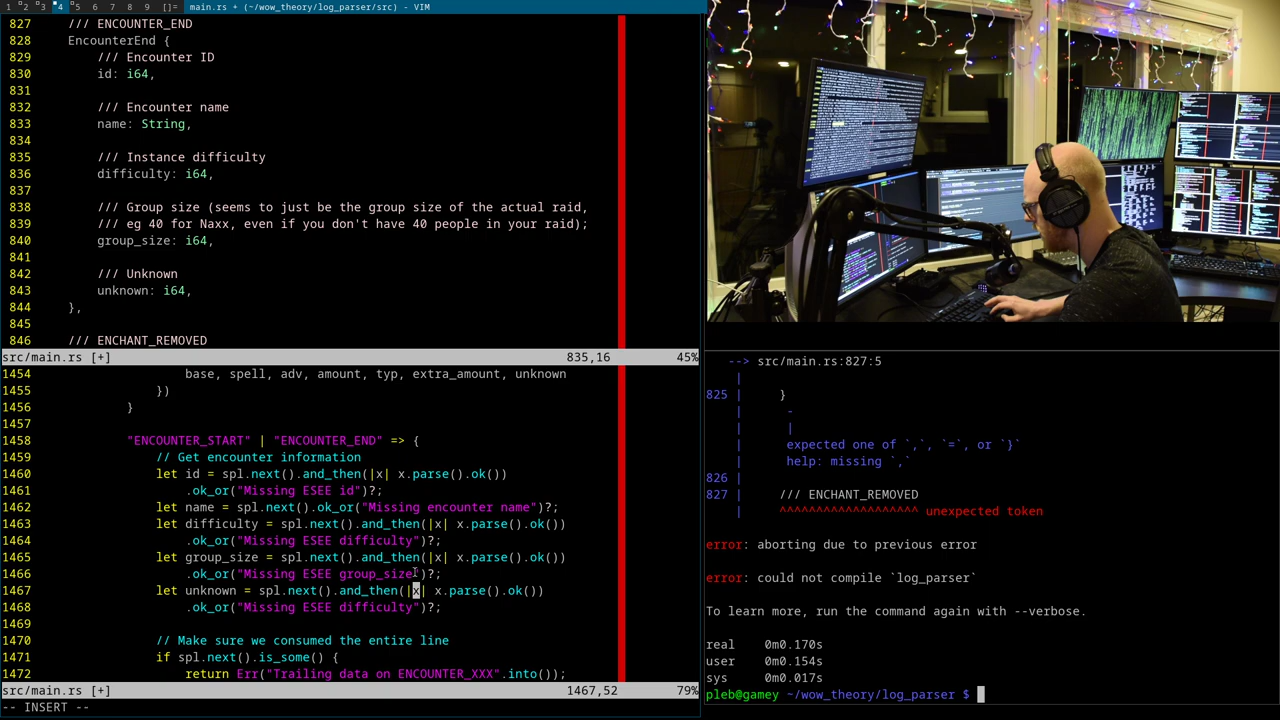 1 2 3 4 5 6 7 8 9 []= main.rs + (~/wow_theory/log_parser/src) - VIM
827 /// ENCOUNTER_END
828 EncounterEnd {
829 /// Encounter ID
830 id: i64,
831
832 /// Encounter name
833 name: String,
834
835 /// Instance difficulty
836 difficulty: i64,
837
838 /// Group size (seems to just be the group size of the actual raid,
839 /// eg 40 for Naxx, even if you don't have 40 people in your raid);
840 group_size: i64,
841
842 /// Unknown
843 unknown: i64,
844 },
845
846 /// ENCHANT_REMOVED
src/main.rs [+] 835,16 45%
1454 base, spell, adv, amount, typ, extra_amount, unknown
1455 })
1456 }
1457
1458 "ENCOUNTER_START" | "ENCOUNTER_END" => {
1459 // Get encounter information
1460 let id = spl.next().and_then(|x| x.parse().ok())
1461 .ok_or("Missing ESEE id")?;
1462 let name = spl.next().ok_or("Missing encounter name")?;
1463 let difficulty = spl.next().and_then(|x| x.parse().ok())
1464 .ok_or("Missing ESEE difficulty")?;
1465 let group_size = spl.next().and_then(|x| x.parse().ok())
1466 .ok_or("Missing ESEE group_size")?;
1467 let unknown = spl.next().and_then(|x| x.parse().ok())
1468 .ok_or("Missing ESEE difficulty")?;
1469
1470 // Make sure we consumed the entire line
1471 if spl.next().is_some() {
1472 return Err("Trailing data on ENCOUNTER_XXX".into());
src/main.rs [+] 1467,52 79%
-- INSERT --
--> src/main.rs:827:5
|
825 | }
| -
| |
| expected one of `,`, `=`, or `}`
| help: missing `,`
826 |
827 | /// ENCHANT_REMOVED
| ^^^^^^^^^^^^^^^^^^^ unexpected token
error: aborting due to previous error
error: could not compile `log_parser`
To learn more, run the command again with --verbose.
real 0m0.170s
user 0m0.154s
sys 0m0.017s
pleb@gamey ~/wow_theory/log_parser $